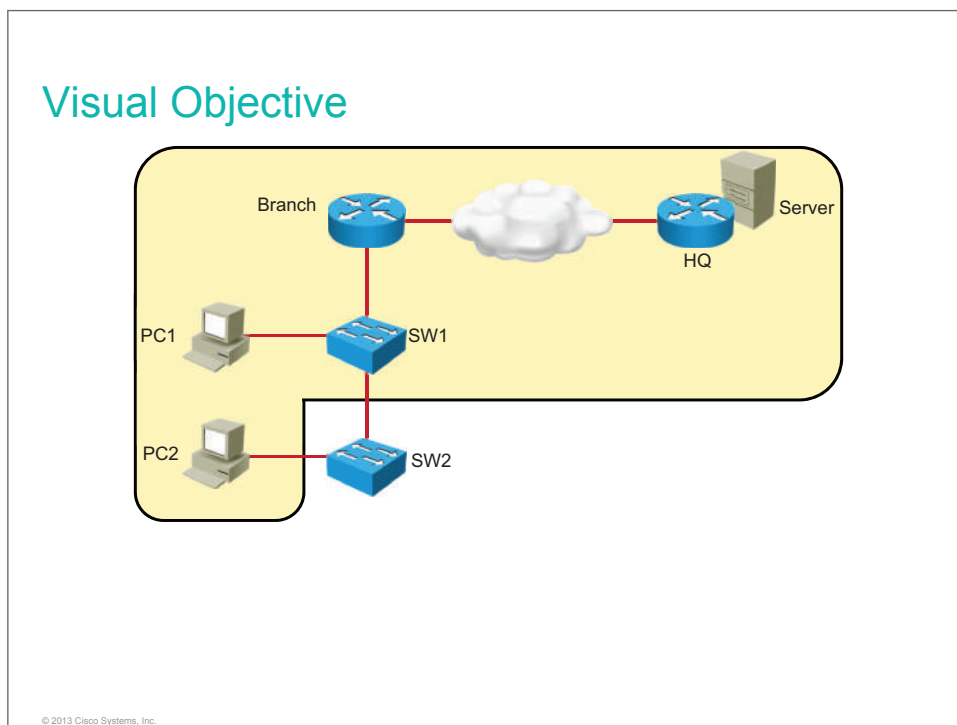 Visual Objective
Branch
Server
HQ
PC1
SW1
PC2
SW2
© 2013 Cisco Systems, Inc.